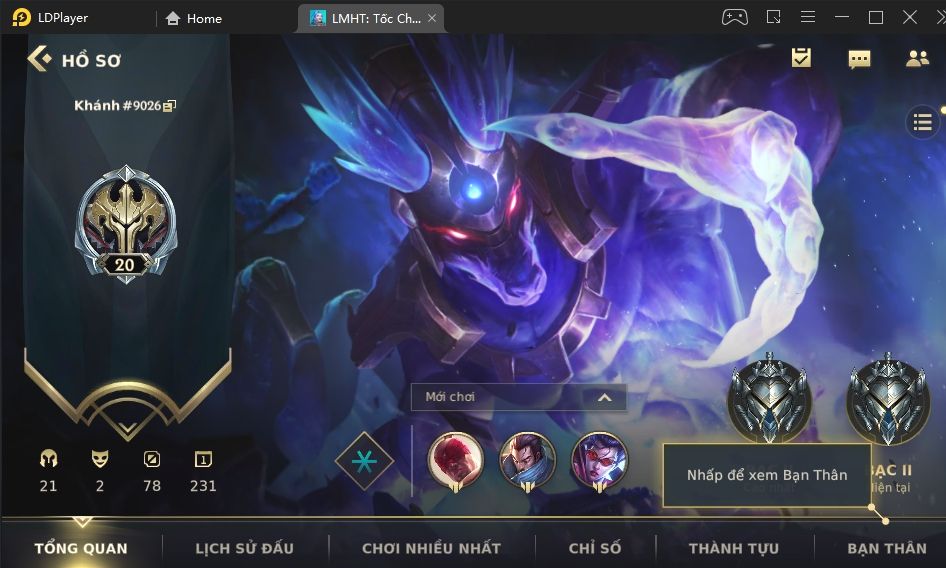 LDPlayer
Home
LMHT: Tốc Ch...
HỒ SƠ
Khánh #9026
20
Mới chơi
Nhấp để xem Bạn Thân
BẠC II
Hiện tại
21
2
78
1
231
TỔNG QUAN
LỊCH SỬ ĐẤU
CHƠI NHIỀU NHẤT
CHỈ SỐ
THÀNH TỰU
BẠN THÂN